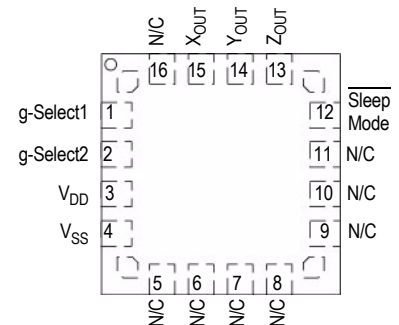 N/C
XOUT
YOUT
ZOUT
16
15
14
13
g-Select1
1
12
Sleep
Mode
g-Select2
2
11
N/C
VDD
3
10
N/C
VSS
4
9
N/C
5
6
7
8
N/C
N/C
N/C
N/C